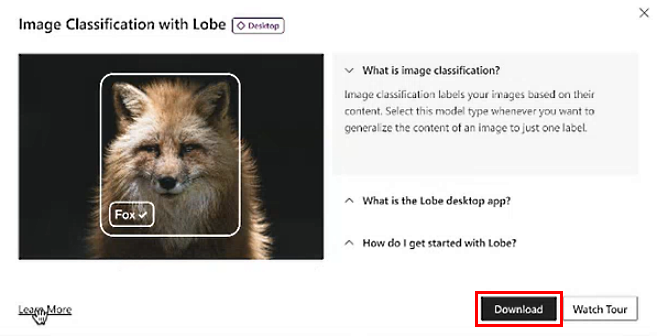 Image Classification with Lobe Desktop
What is image classification?
Image classification labels your images based on their
content. Select this model type whenever you want to
generalize the content of an image to just one label.
Fox
What is the Lobe desktop app?
How do I get started with Lobe?
Learn More
Download
Watch Tour